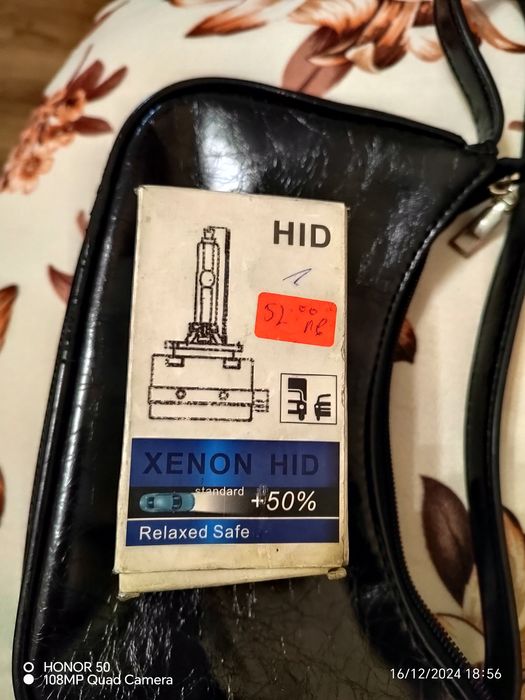 HID
1
52.00 лв
XENON HID
standard
+50%
Relaxed Safe
HONOR 50
108MP Quad Camera
16/12/2024 18:56